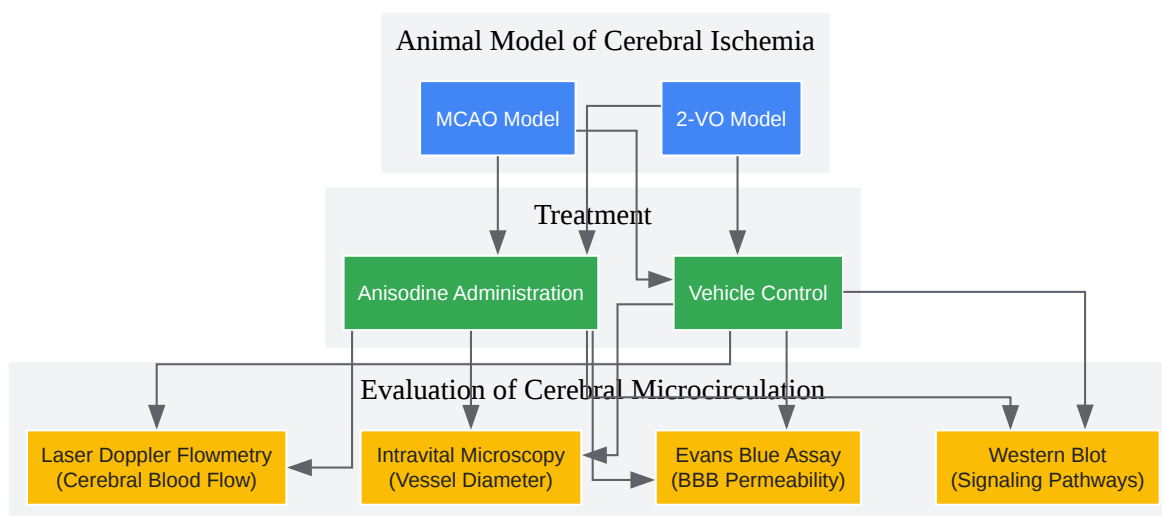 Animal Model of Cerebral Ischemia
MCAO Model
2-VO Model
Treatment
Anisodine Administration
Vehicle Control
Evaluation of Cerebral Microcirculation
Laser Doppler Flowmetry
(Cerebral Blood Flow)
Intravital Microscopy
(Vessel Diameter)
Evans Blue Assay
(BBB Permeability)
Western Blot
(Signaling Pathways)